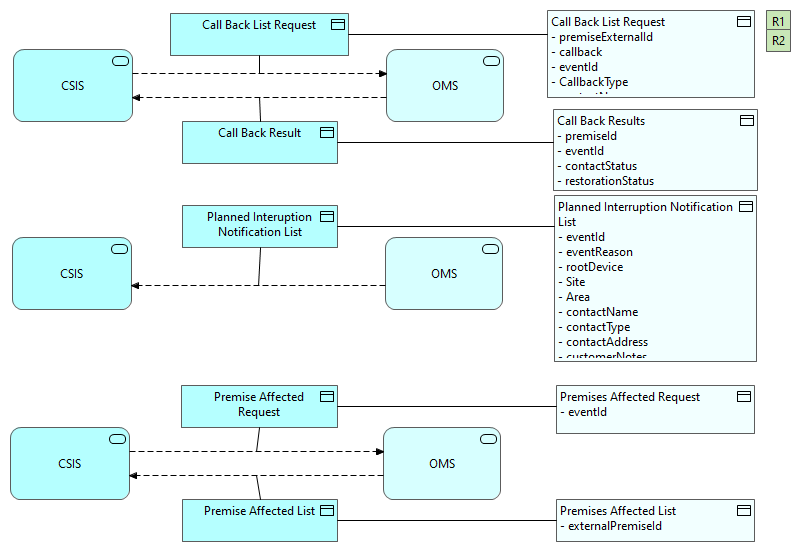 Call Back List Request
Call Back List Request
- premiseExternalId
- callback
- eventId
- CallbackType
R1
R2
CSIS
OMS
Call Back Result
Call Back Results
- premiseId
- eventId
- contactStatus
- restorationStatus
Planned Interuption
Notification List
Planned Interruption Notification
List
- eventId
- eventReason
- rootDevice
- Site
- Area
- contactName
- contactType
- contactAddress
- customerNotes
CSIS
OMS
Premise Affected
Request
Premises Affected Request
- eventId
CSIS
OMS
Premise Affected List
Premises Affected List
- externalPremiseId